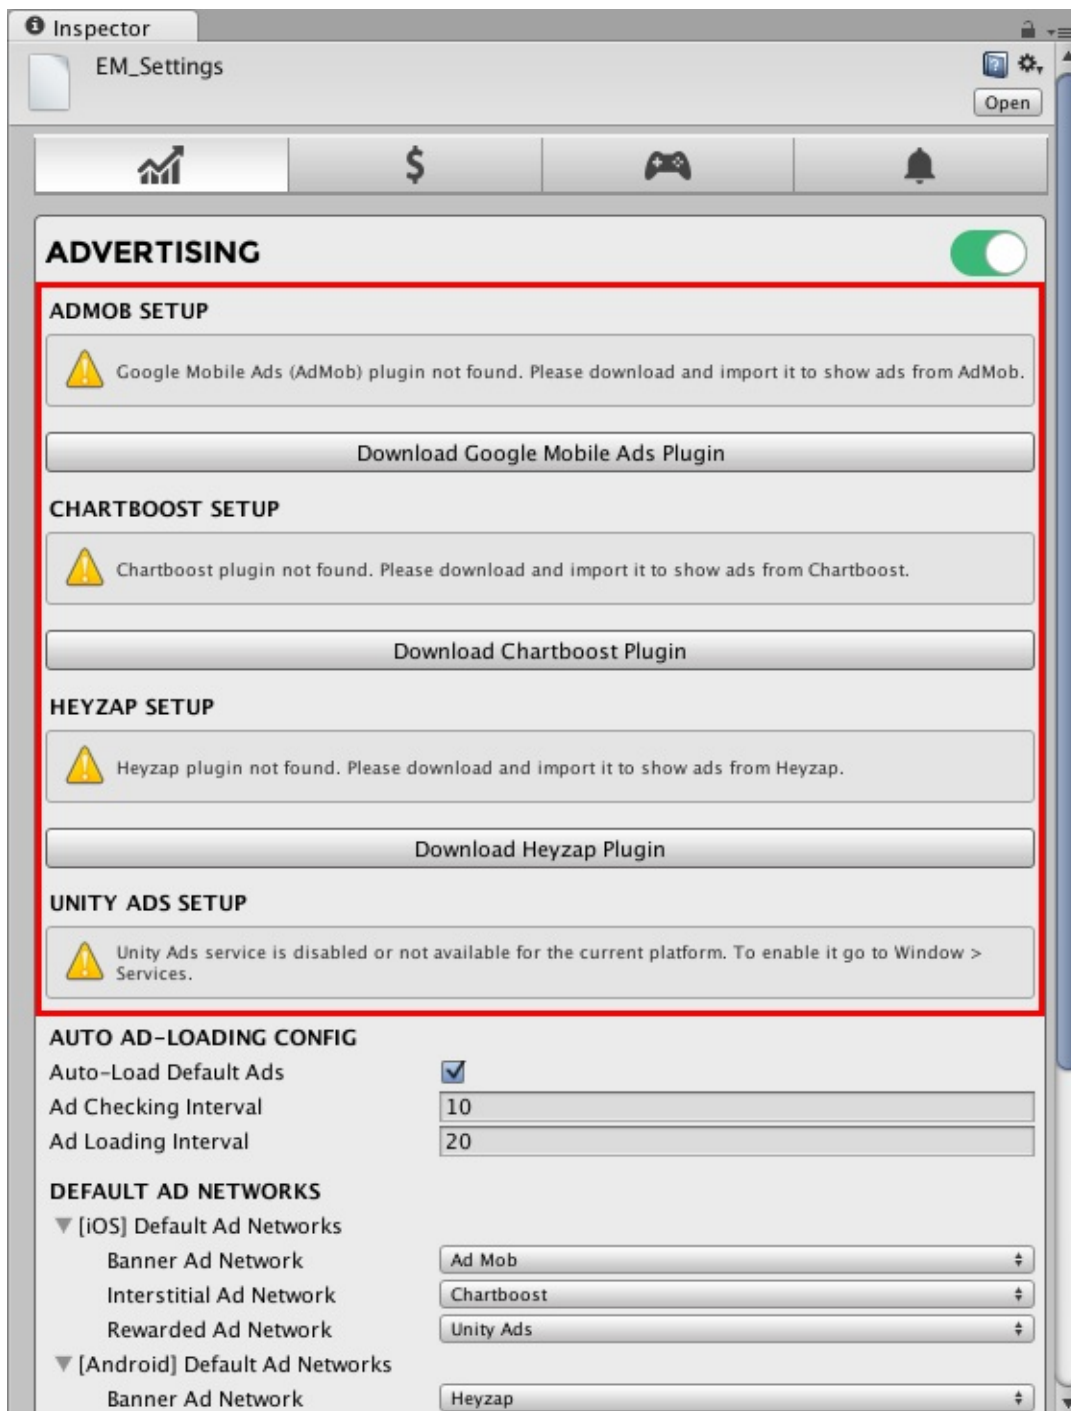 Inspector
EM_Settings
Open
$
ADVERTISING
ADMOB SETUP
Google Mobile Ads (AdMob) plugin not found. Please download and import it to show ads from AdMob.
Download Google Mobile Ads Plugin
CHARTBOOST SETUP
Chartboost plugin not found. Please download and import it to show ads from Chartboost.
Download Chartboost Plugin
HEYZAP SETUP
Heyzap plugin not found. Please download and import it to show ads from Heyzap.
Download Heyzap Plugin
UNITY ADS SETUP
Unity Ads service is disabled or not available for the current platform. To enable it go to Window >
Services.
AUTO AD-LOADING CONFIG
Auto-Load Default Ads
Ad Checking Interval 10
Ad Loading Interval 20
DEFAULT AD NETWORKS
[iOS] Default Ad Networks
Banner Ad Network Ad Mob
Interstitial Ad Network Chartboost
Rewarded Ad Network Unity Ads
[Android] Default Ad Networks
Banner Ad Network Heyzap